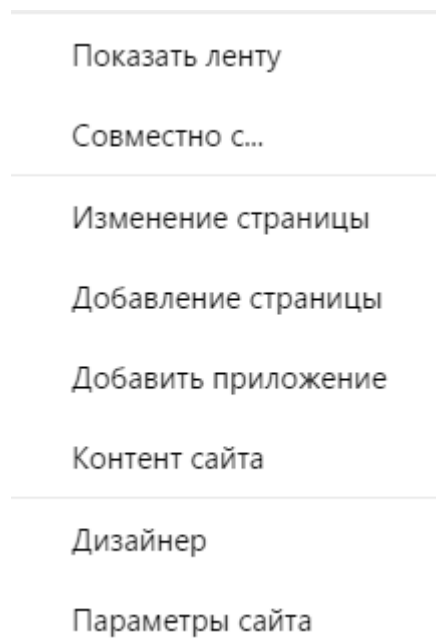 Показать ленту
Совместно с...
Изменение страницы
Добавление страницы
Добавить приложение
Контент сайта
Дизайнер
Параметры сайта